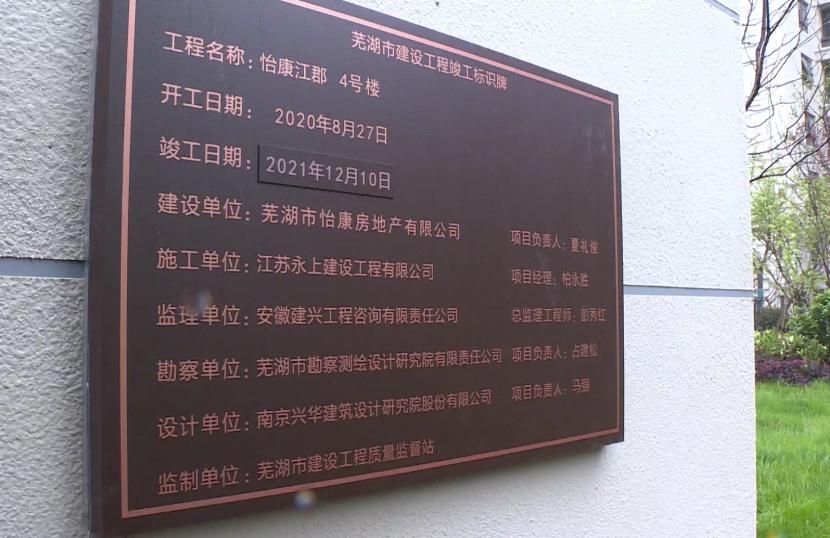 芜湖市建设工程竣工标识牌
工程名称：怡康江郡 4号楼
开工日期：2020年8月27日
竣工日期：2021年12月10日
建设单位：芜湖市怡康房地产有限公司 项目负责人：夏礼俊
施工单位：江苏永上建设工程有限公司 项目经理：柏永胜
监理单位：安徽建兴工程咨询有限责任公司 总监理工程师：彭秀红
勘察单位：芜湖市勘察测绘设计研究院有限责任公司 项目负责人：占建松
设计单位：南京兴华建筑设计研究院股份有限公司 项目负责人：马强
监制单位：芜湖市建设工程质量监督站